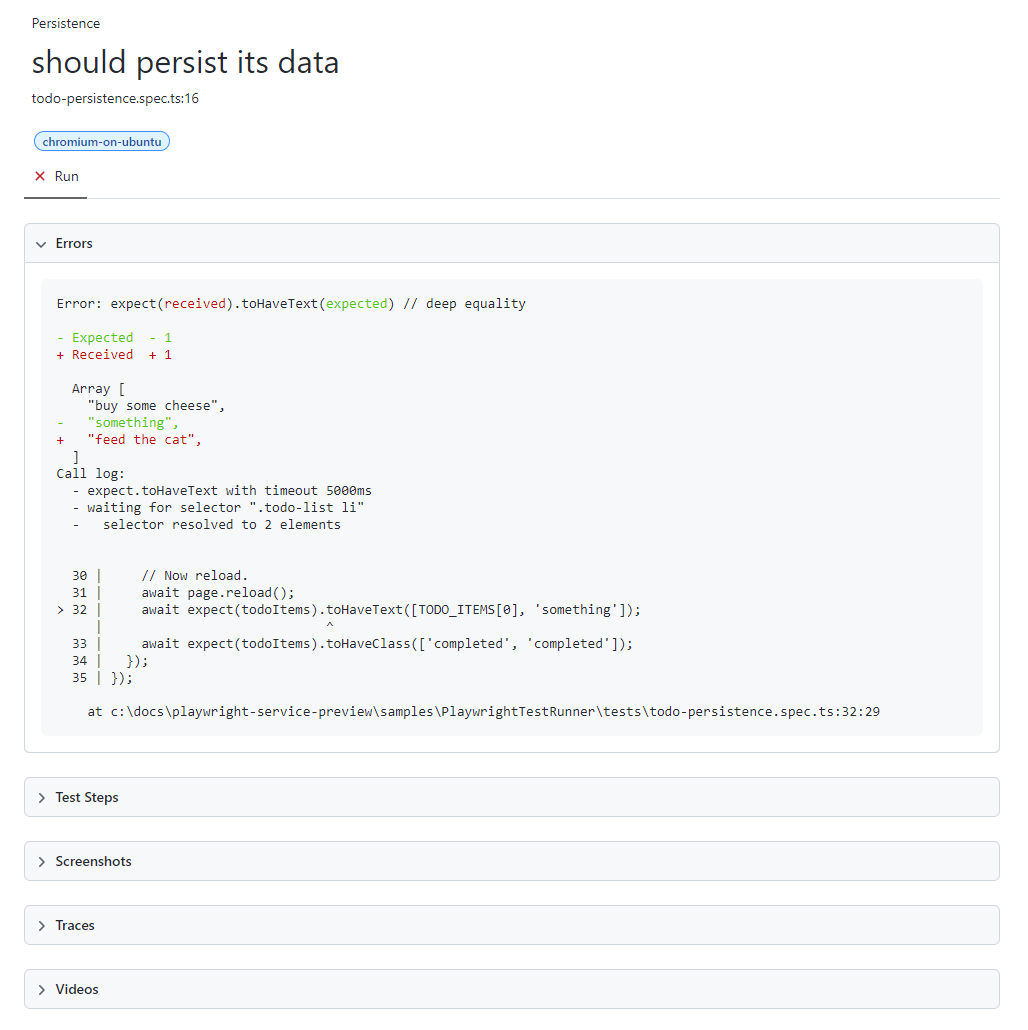 Persistence
should persist its data
todo-persistence.spec.ts:16
chromium-on-ubuntu
✕ Run
Errors
Error: expect(received).toHaveText(expected) // deep equality
- Expected  - 1
+ Received  + 1
  Array [
    "buy some cheese",
-   "something",
+   "feed the cat",
  ]
Call log:
  - expect.toHaveText with timeout 5000ms
  - waiting for selector ".todo-list li"
  -   selector resolved to 2 elements
  30 |     // Now reload.
  31 |     await page.reload();
> 32 |     await expect(todoItems).toHaveText([TODO_ITEMS[0], 'something']);
     |                             ^
  33 |     await expect(todoItems).toHaveClass(['completed', 'completed']);
  34 |   });
  35 | });
    at c:\docs\playwright-service-preview\samples\PlaywrightTestRunner\tests\todo-persistence.spec.ts:32:29
Test Steps
Screenshots
Traces
Videos